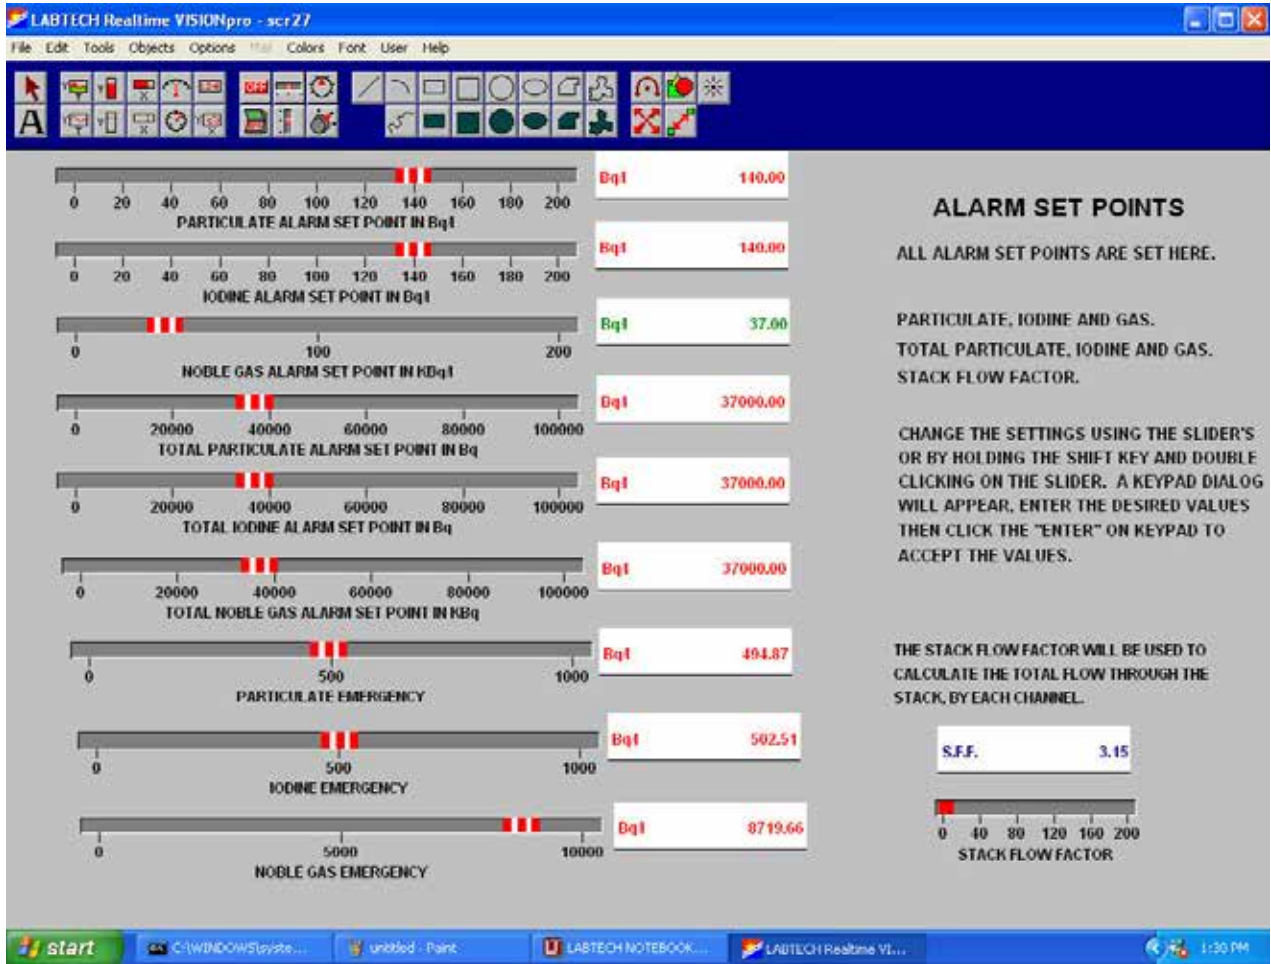 LABTECH Realtime VISIONpro - scr27
File Edit Tools Objects Options Colors Font User Help
OFF
A
0 20 40 60 80 100 120 140 160 180 200
PARTICULATE ALARM SET POINT IN Bq/l
Bq/l 140.00
0 20 40 60 80 100 120 140 160 180 200
IODINE ALARM SET POINT IN Bq/l
Bq/l 140.00
0 100 200
NOBLE GAS ALARM SET POINT IN KBq/l
Bq/l 37.00
0 20000 40000 60000 80000 100000
TOTAL PARTICULATE ALARM SET POINT IN Bq
Bq/l 37000.00
0 20000 40000 60000 80000 100000
TOTAL IODINE ALARM SET POINT IN Bq
Bq/l 37000.00
0 20000 40000 60000 80000 100000
TOTAL NOBLE GAS ALARM SET POINT IN KBq
Bq/l 37000.00
0 500 1000
PARTICULATE EMERGENCY
Bq/l 494.87
0 500 1000
IODINE EMERGENCY
Bq/l 502.51
0 5000 10000
NOBLE GAS EMERGENCY
Bq/l 8719.66
ALARM SET POINTS
ALL ALARM SET POINTS ARE SET HERE.
PARTICULATE, IODINE AND GAS.
TOTAL PARTICULATE, IODINE AND GAS.
STACK FLOW FACTOR.
CHANGE THE SETTINGS USING THE SLIDER'S
OR BY HOLDING THE SHIFT KEY AND DOUBLE
CLICKING ON THE SLIDER. A KEYPAD DIALOG
WILL APPEAR, ENTER THE DESIRED VALUES
THEN CLICK THE "ENTER" ON KEYPAD TO
ACCEPT THE VALUES.
THE STACK FLOW FACTOR WILL BE USED TO
CALCULATE THE TOTAL FLOW THROUGH THE
STACK, BY EACH CHANNEL.
S.F.F. 3.15
0 40 80 120 160 200
STACK FLOW FACTOR
start C:\WINDOWS\syste... untitled - Paint LABTECH NOTEBOOK... LABTECH Realtime VI... 1:30 PM